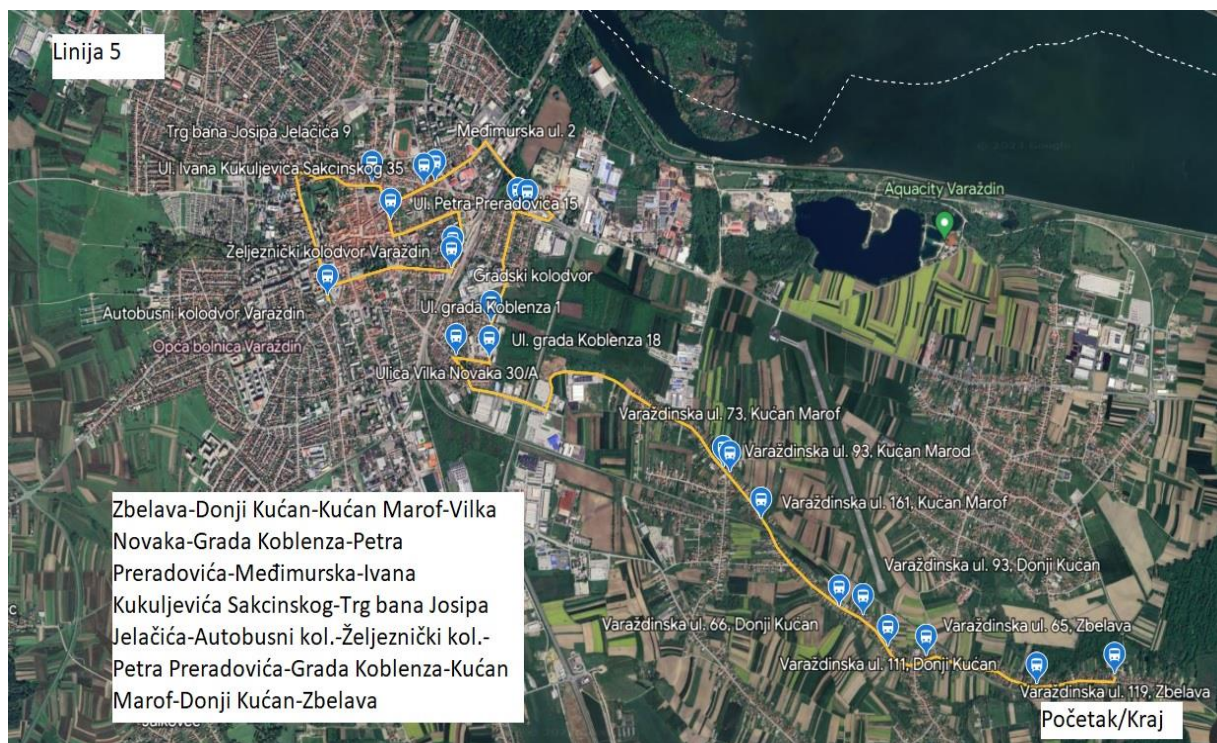 Linija 5
Trg bana Josipa Jelačića 9
Međimurska ul. 2
Ul. Ivana Kukuljevića Sakcinskog 35
Aquacity Varaždin
Ul. Petra Preradovića 15
Željeznički kolodvor Varaždin
Gradski kolodvor
Autobusni kolodvor Varaždin
Ul. grada Koblenza 1
Opća bolnica Varaždin
Ul. grada Koblenza 18
Ulica Vilka Novaka 30/A
Varaždinska ul. 73, Kućan Marof
Varaždinska ul. 93, Kućan Marod
Varaždinska ul. 161, Kućan Marof
Zbelava-Donji Kućan-Kućan Marof-Vilka
Novaka-Grada Koblenza-Petra
Preradovića-Međimurska-Ivana
Kukuljevića Sakcinskog-Trg bana Josipa
Jelačića-Autobusni kol.-Željeznički kol.-
Petra Preradovića-Grada Koblenza-Kućan
Marof-Donji Kućan-Zbelava
Varaždinska ul. 93, Donji Kućan
Varaždinska ul. 66, Donji Kućan
Varaždinska ul. 65, Zbelava
Varaždinska ul. 111, Donji Kućan
Varaždinska ul. 119, Zbelava
Početak/Kraj